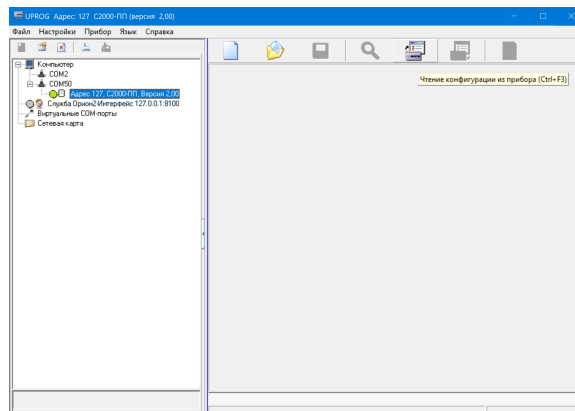 UPROG Адрес: 127 С2000-ПП (версия 2,00)
Файл Настройки Прибор Язык Справка
Чтение конфигурации из прибора (Ctrl+F3)
Компьютер
COM2
COM50
Адрес 127, С2000-ПП, Версия 2,00
Служба Орион2-Интерфейс 127.0.0.1:8100
Виртуальные COM-порты
Сетевая карта